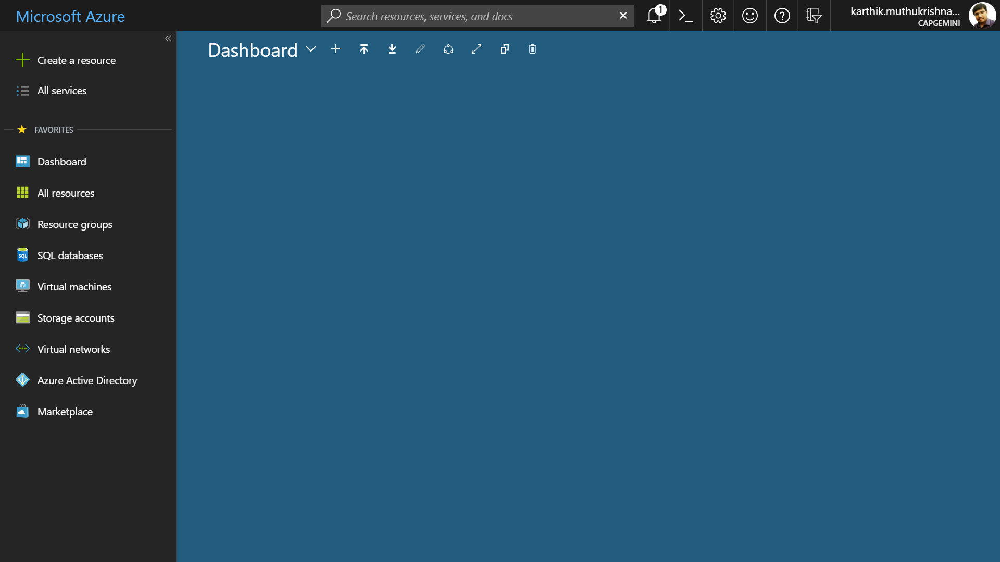 Microsoft Azure
Search resources, services, and docs
1
karthik.muthukrishna...
CAPGEMINI
Dashboard
Create a resource
All services
FAVORITES
Dashboard
All resources
Resource groups
SQL
SQL databases
Virtual machines
Storage accounts
Virtual networks
Azure Active Directory
Marketplace